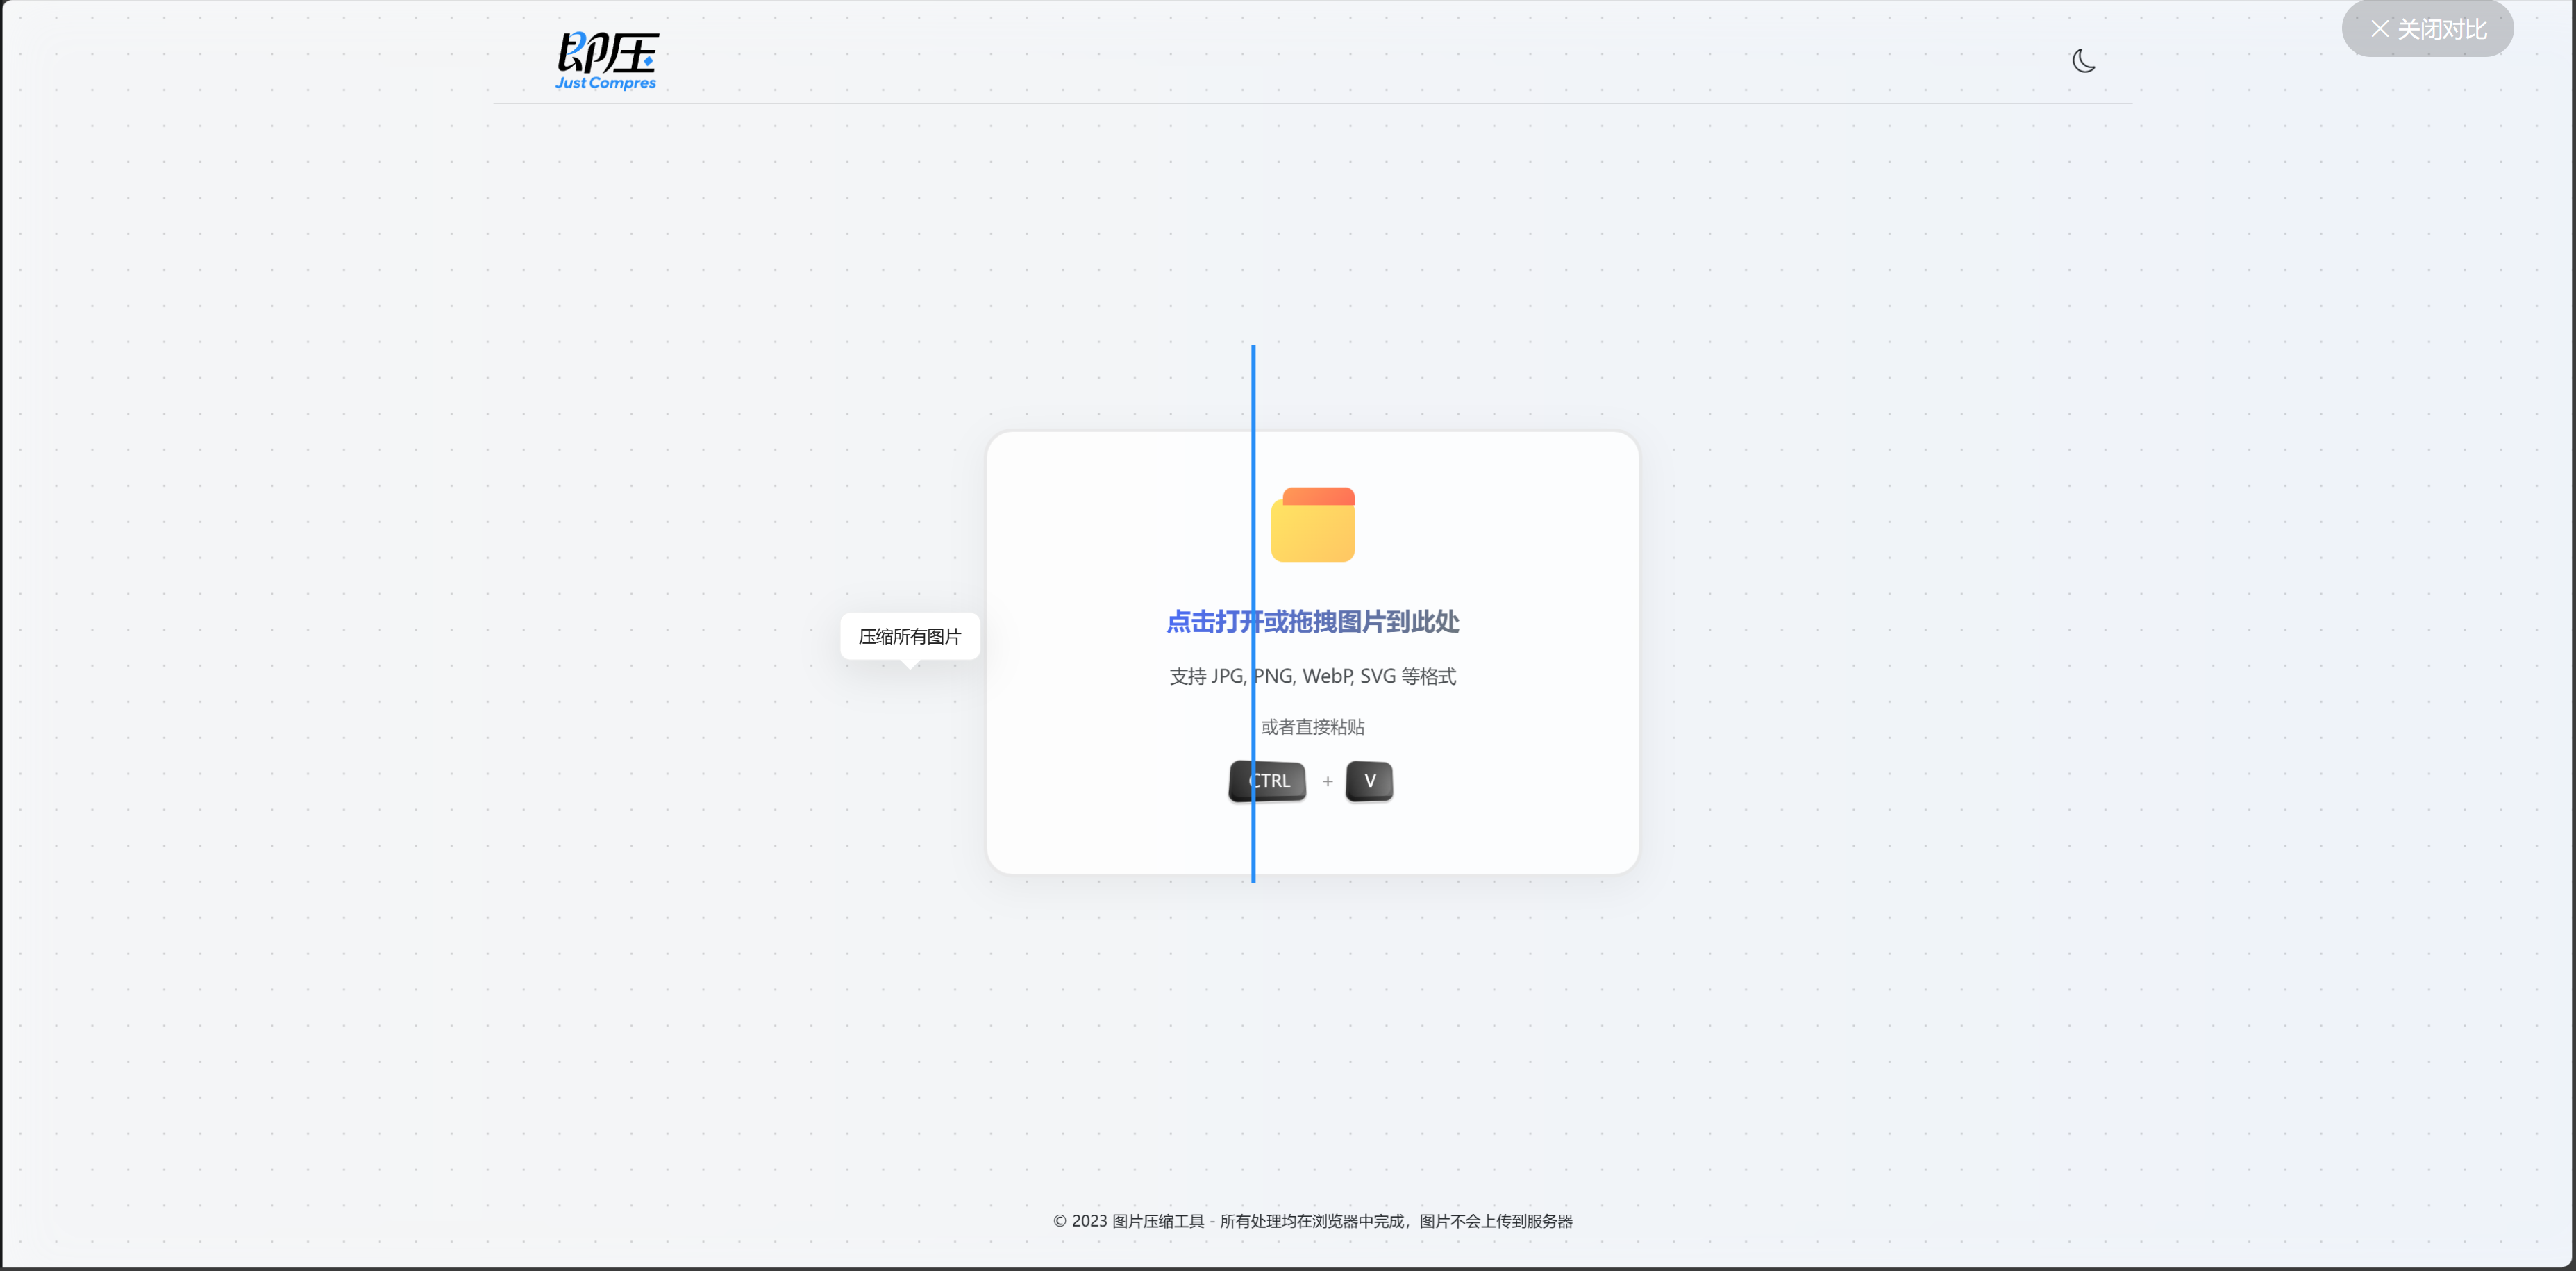 关闭对比
即压
Just Compres
点击打开或拖拽图片到此处
压缩所有图片
支持 JPG, PNG, WebP, SVG 等格式
或者直接粘贴
CTRL + V
© 2023 图片压缩工具 - 所有处理均在浏览器中完成，图片不会上传到服务器